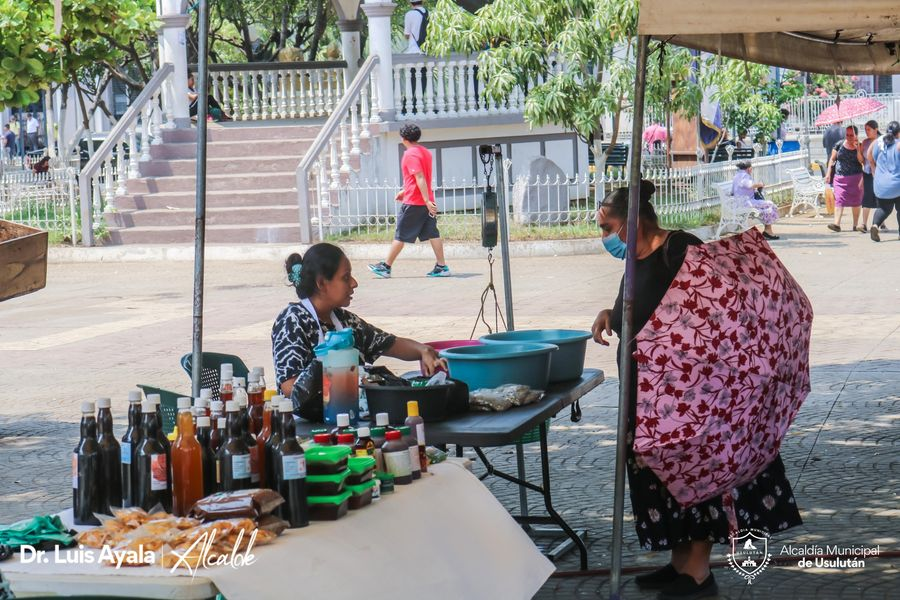 Dr. Luis Ayala | Alcalde
ALCALDÍA MUNICIPAL
USULUTÁN
Alcaldía Municipal
de Usulután